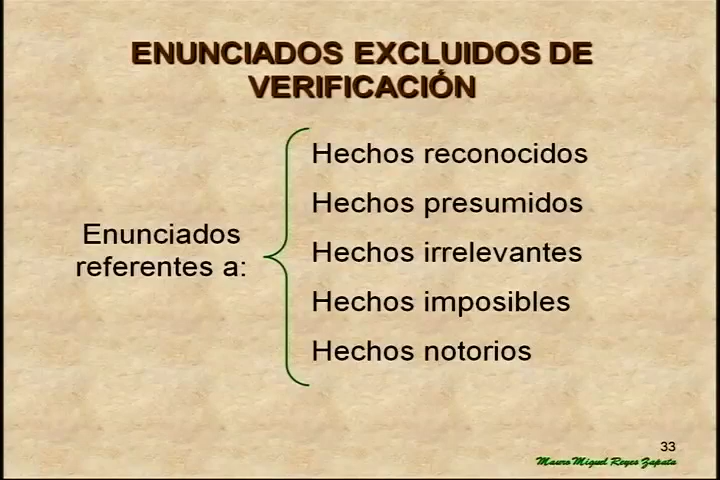 ENUNCIADOS EXCLUIDOS DE
VERIFICACIÓN
Enunciados
referentes a:
Hechos reconocidos
Hechos presumidos
Hechos irrelevantes
Hechos imposibles
Hechos notorios
33
Mauro Miguel Reyes Zapata